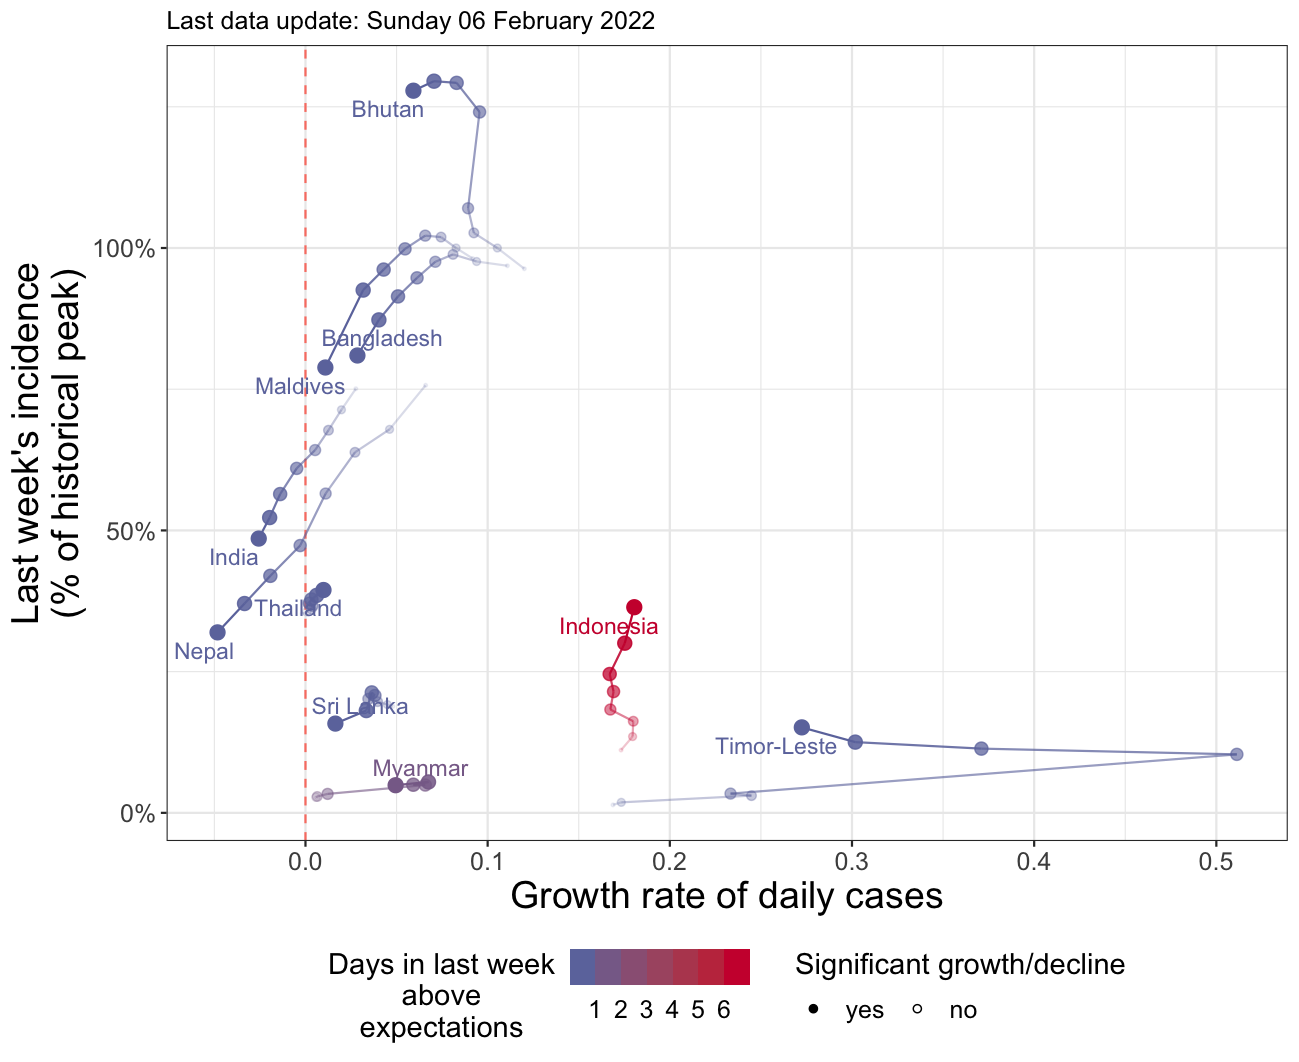 Last data update: Sunday 06 February 2022
Last week's incidence
(% of historical peak)
100%
50%
0%
Bhutan
Bangladesh
Maldives
India
Thailand
Nepal
Indonesia
Sri Lanka
Timor-Leste
Myanmar
0.0 0.1 0.2 0.3 0.4 0.5
Growth rate of daily cases
Days in last week
above
expectations
1 2 3 4 5 6
Significant growth/decline
yes no